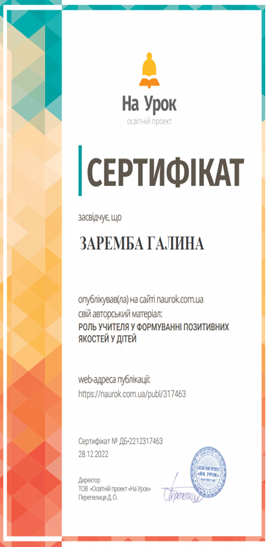 На Урок
освітній проект
СЕРТИФІКАТ
засвідчує, що
ЗАРЕМБА ГАЛИНА
опублікував(ла) на сайті naurok.com.ua
свій авторський матеріал:
РОЛЬ УЧИТЕЛЯ У ФОРМУВАННІ ПОЗИТИВНИХ
ЯКОСТЕЙ У ДІТЕЙ
web-адреса публікації:
https://naurok.com.ua/publ/317463
Сертифікат № ДБ-2212317463
28.12.2022
Директор
ТОВ «Освітній проект «На Урок»
Перепелиця Д. О.
«НА УРОК»